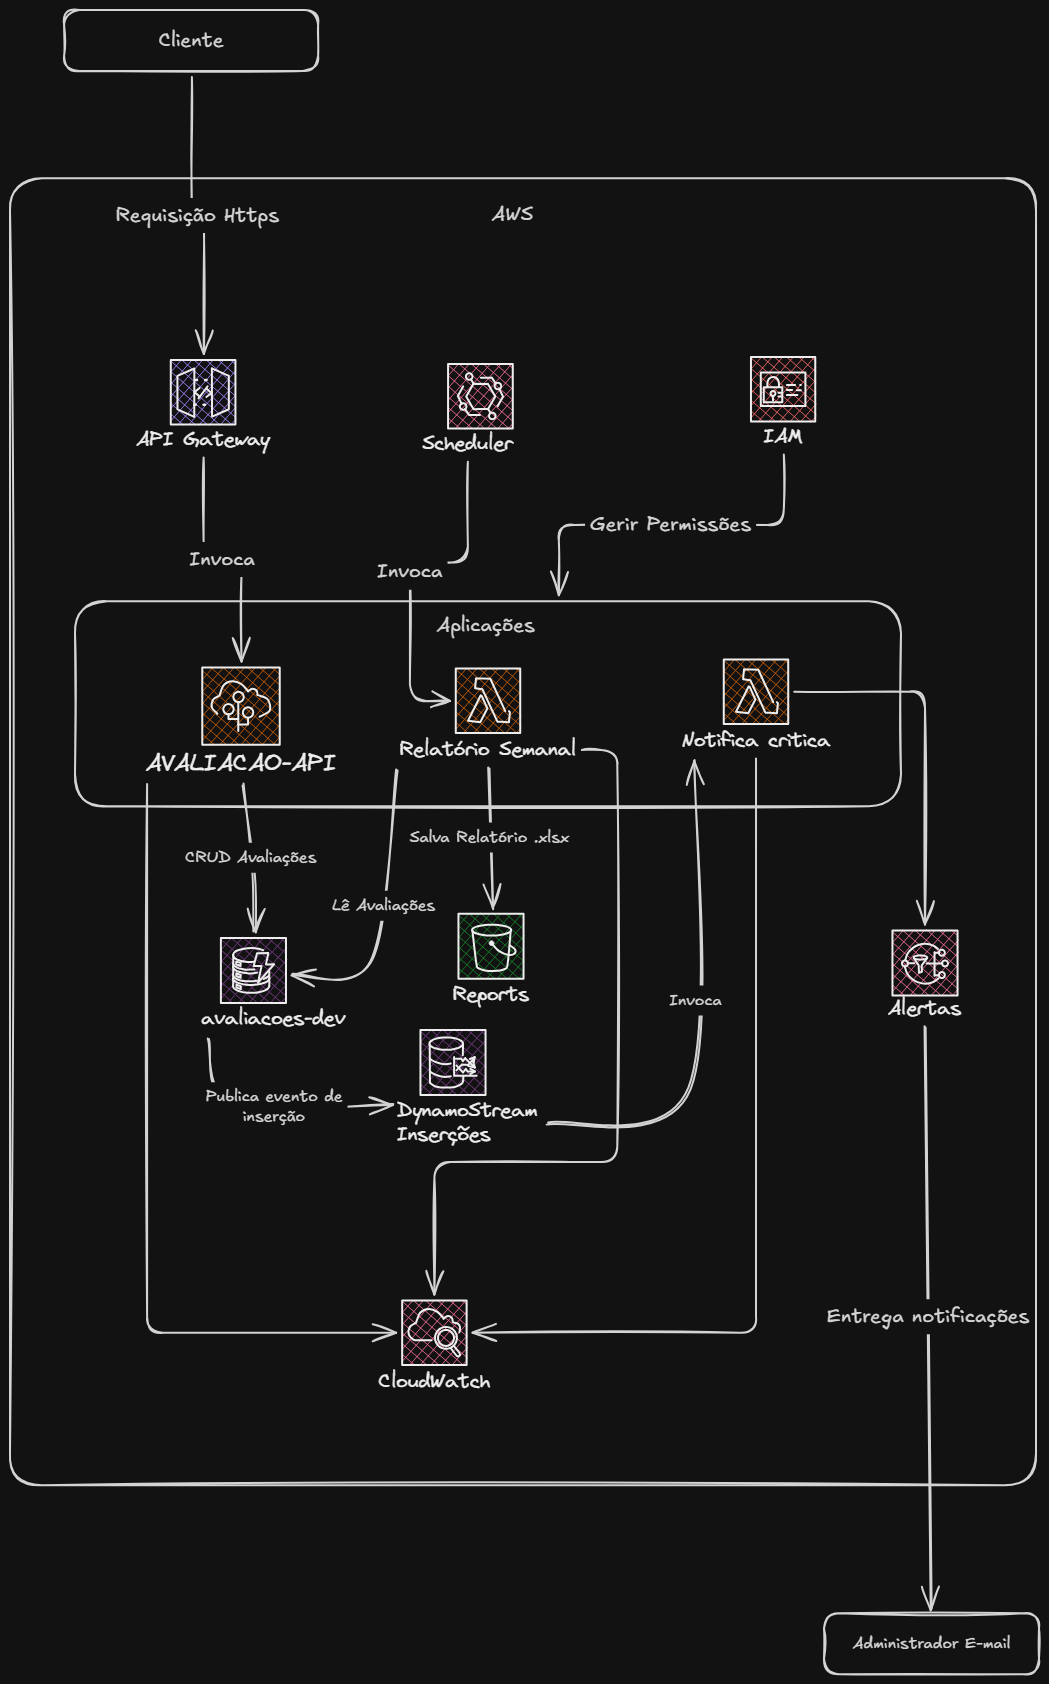 Cliente
Requisição Https
AWS
API Gateway
Scheduler
IAM
Gerir Permissões
Invoca
Invoca
Aplicações
AVALIACAO-API
Relatório Semanal
Notifica critica
CRUD Avaliações
Salva Relatório .xlsx
Lê Avaliações
avaliacoes-dev
Reports
Invoca
Alertas
Publica evento de
inserção
DynamoStream
Inserções
Entrega notificações
CloudWatch
Administrador E-mail